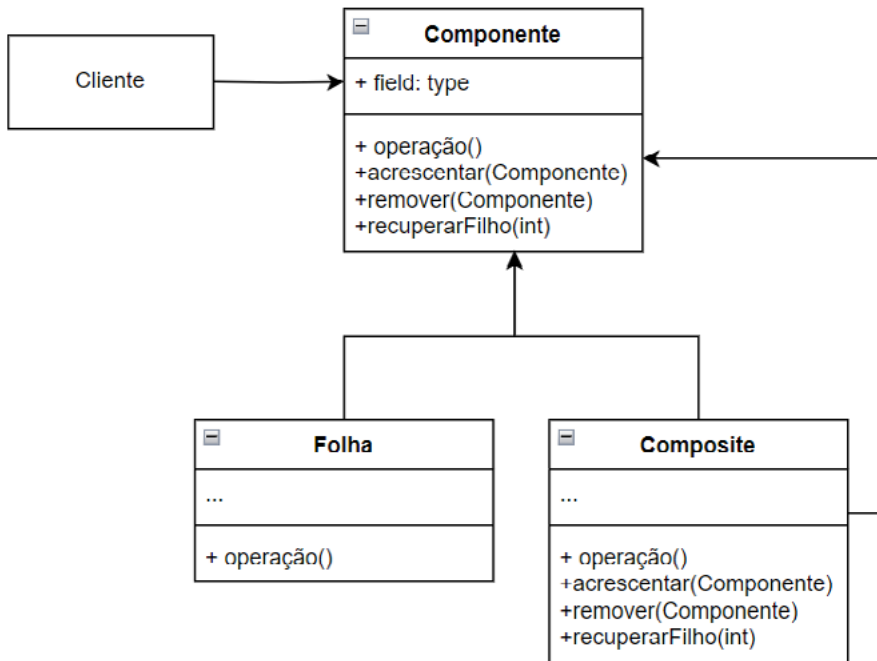 Componente
Cliente
+ field: type
+ operação()
+acrescentar(Componente)
+remover(Componente)
+recuperarFilho(int)
Folha
...
+ operação()
Composite
...
+ operação()
+acrescentar(Componente)
+remover(Componente)
+recuperarFilho(int)